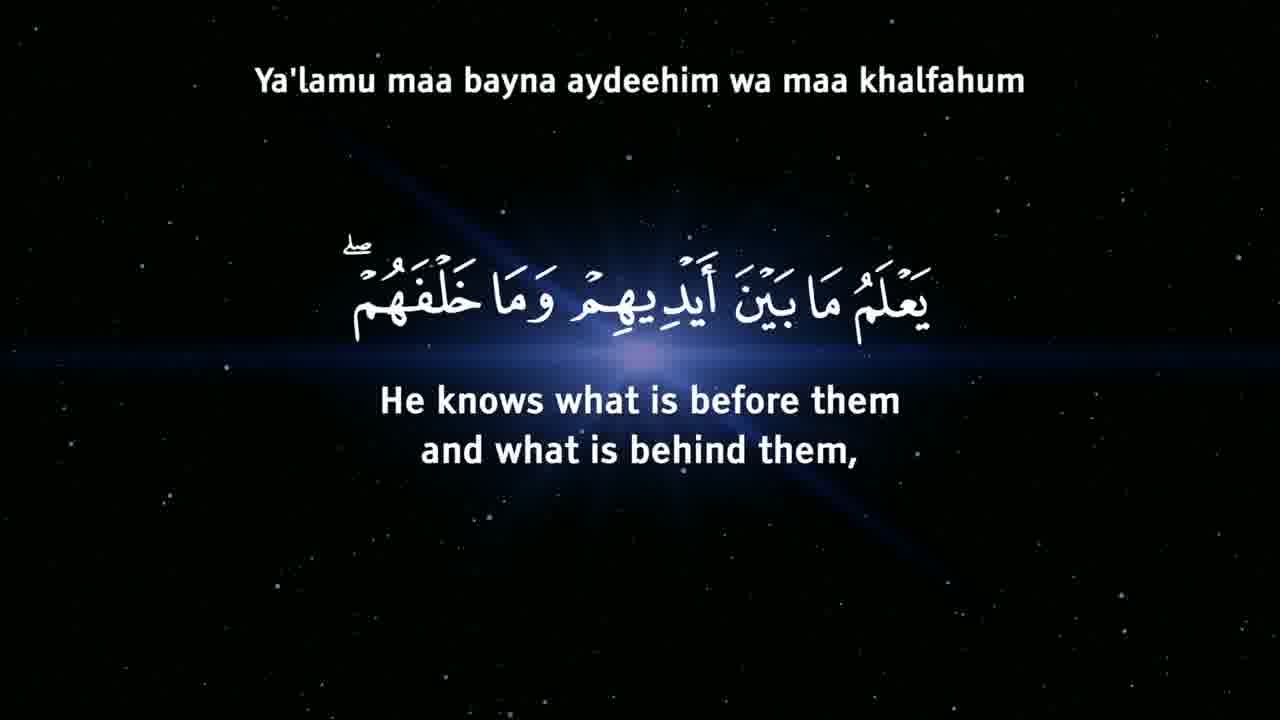 Ya'lamu maa bayna aydeehim wa maa khalfahum
يَعْلَمُ مَا بَيْنَ أَيْدِيهِمْ وَمَا خَلْفَهُمْ ۖ
He knows what is before them
and what is behind them,